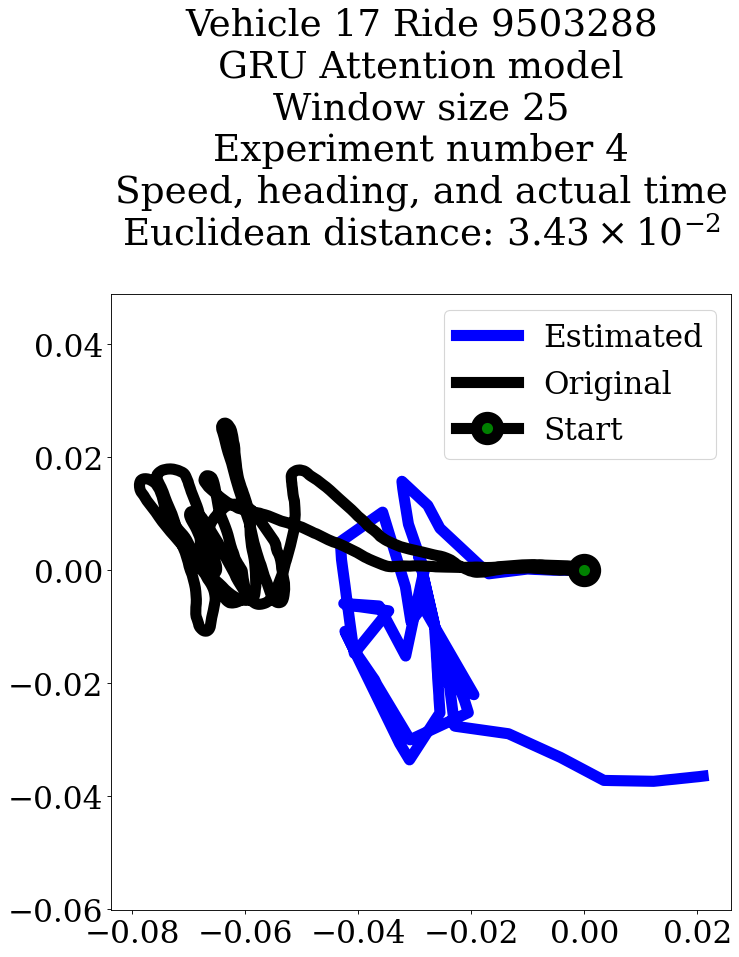 Vehicle 17 Ride 9503288
GRU Attention model
Window size 25
Experiment number 4
Speed, heading, and actual time
Euclidean distance: 3.43 × 10⁻²
Estimated
Original
Start
0.04
0.02
0.00
−0.02
−0.04
−0.06
−0.08 −0.06 −0.04 −0.02 0.00 0.02